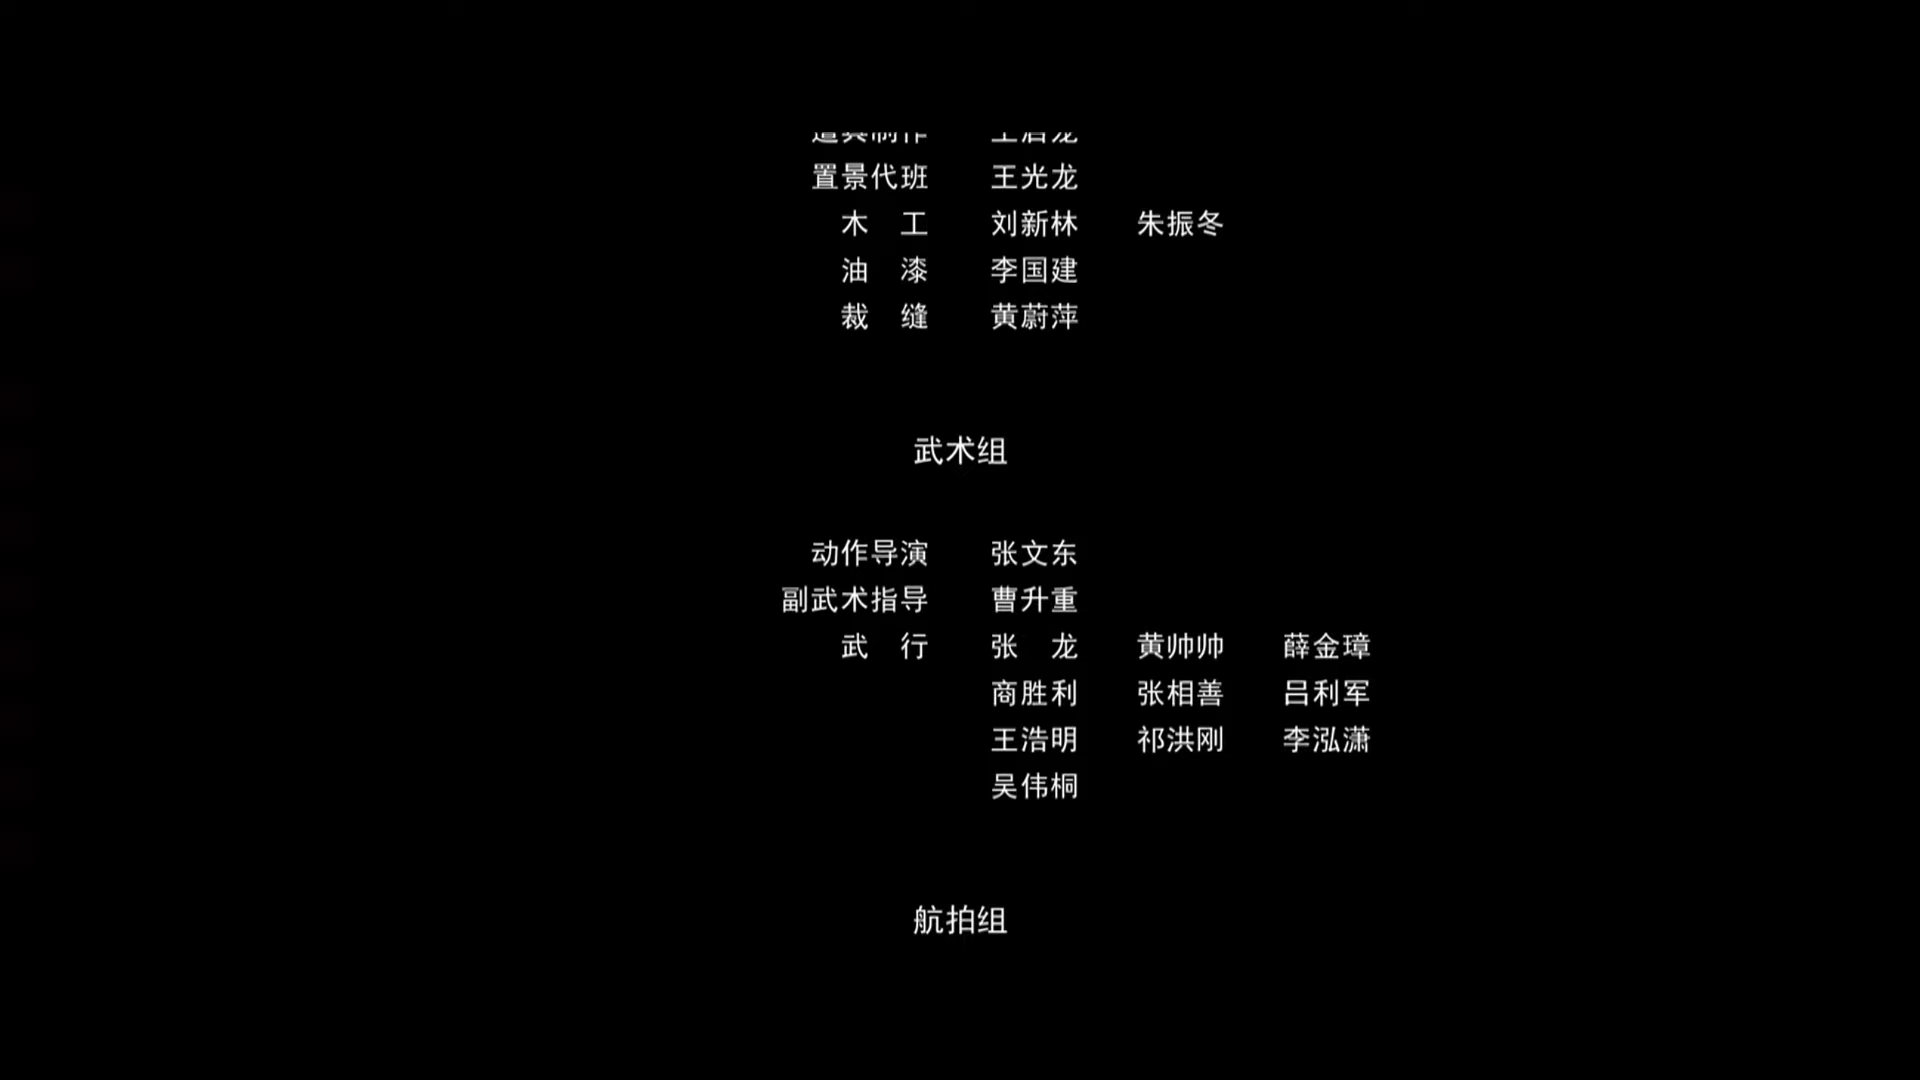 置景代班 王光龙
木 工 刘新林 朱振冬
油 漆 李国建
裁 缝 黄蔚萍
武术组
动作导演 张文东
副武术指导 曹升重
武 行 张 龙 黄帅帅 薛金璋
商胜利 张相善 吕利军
王浩明 祁洪刚 李泓潇
吴伟桐
航拍组